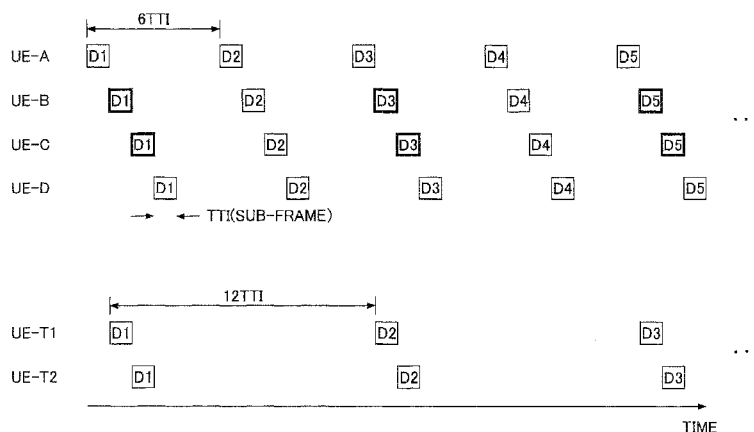 6TTI
UE-A D1 D2 D3 D4 D5
UE-B D1 D2 D3 D4 D5
UE-C D1 D2 D3 D4 D5
UE-D D1 D2 D3 D4 D5
TTI(SUB-FRAME)
12TTI
UE-T1 D1 D2 D3
UE-T2 D1 D2 D3
TIME